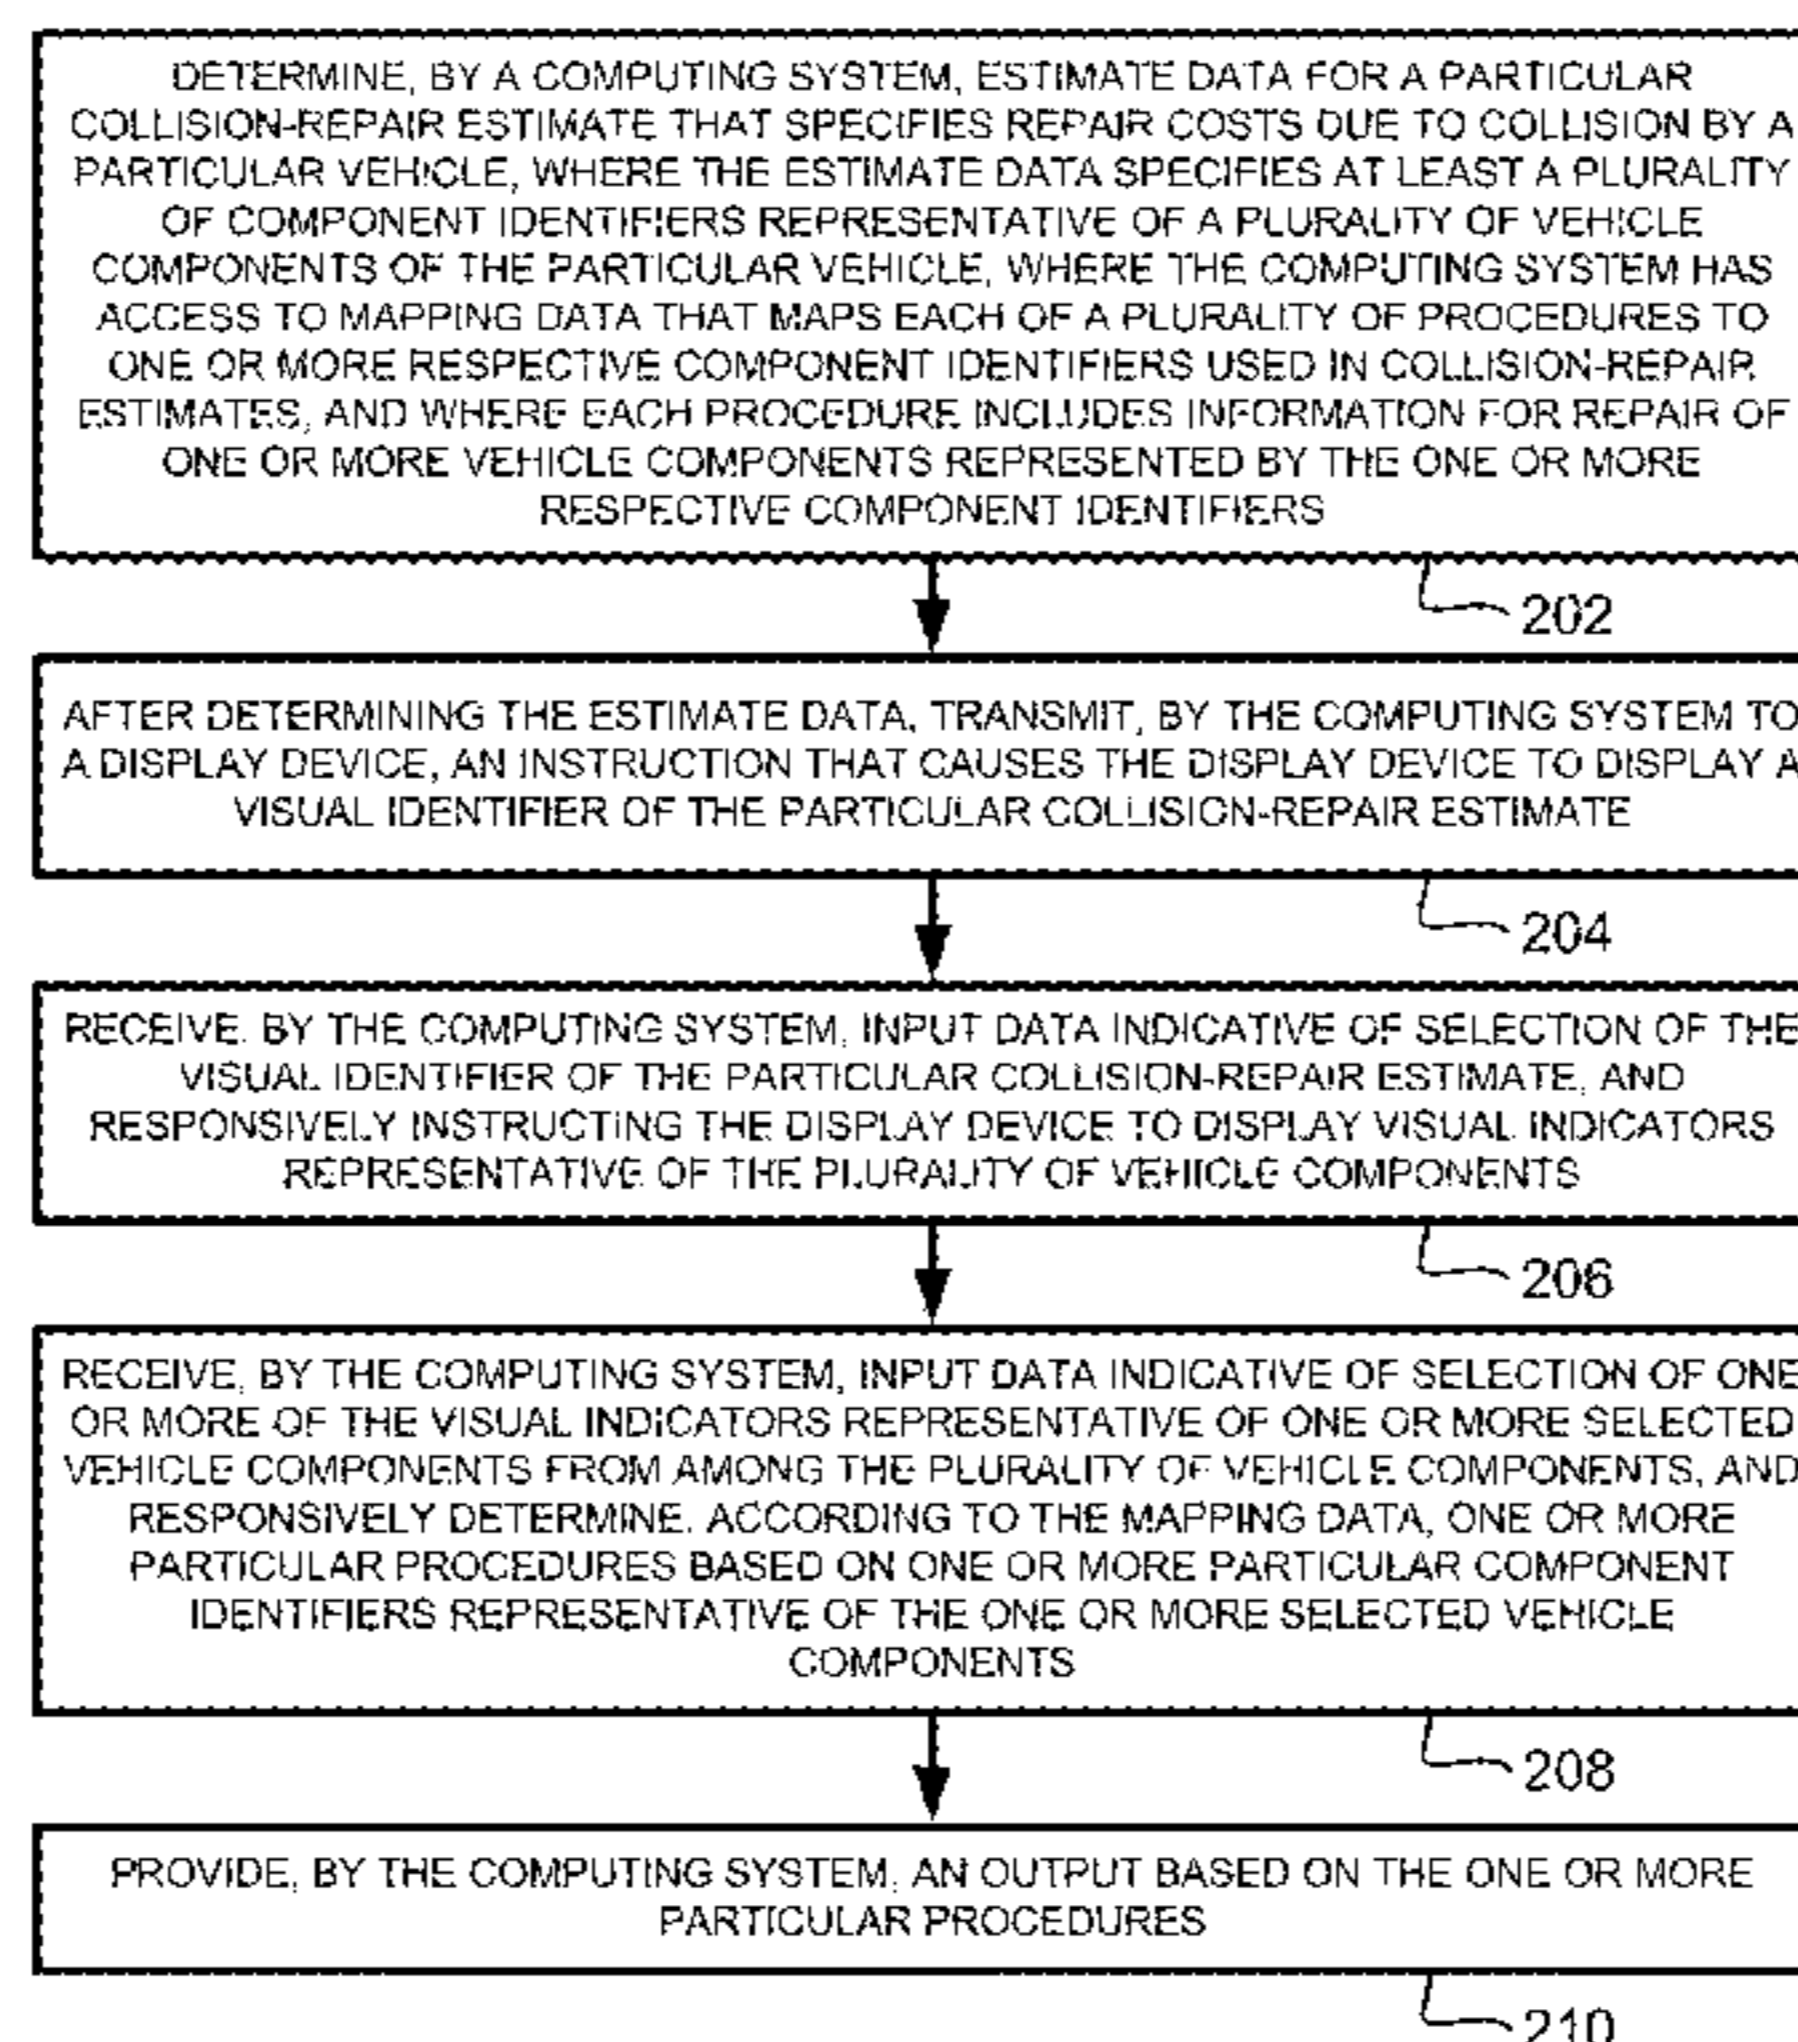 DETERMINE, BY A COMPUTING SYSTEM, ESTIMATE DATA FOR A PARTICULAR
COLLISION-REPAIR ESTIMATE THAT SPECIFIES REPAIR COSTS DUE TO COLLISION BY A
PARTICULAR VEHICLE, WHERE THE ESTIMATE DATA SPECIFIES AT LEAST A PLURALITY
OF COMPONENT IDENTIFIERS REPRESENTATIVE OF A PLURALITY OF VEHICLE
COMPONENTS OF THE PARTICULAR VEHICLE, WHERE THE COMPUTING SYSTEM HAS
ACCESS TO MAPPING DATA THAT MAPS EACH OF A PLURALITY OF PROCEDURES TO
ONE OR MORE RESPECTIVE COMPONENT IDENTIFIERS USED IN COLLISION-REPAIR
ESTIMATES, AND WHERE EACH PROCEDURE INCLUDES INFORMATION FOR REPAIR OF
ONE OR MORE VEHICLE COMPONENTS REPRESENTED BY THE ONE OR MORE
RESPECTIVE COMPONENT IDENTIFIERS
202
AFTER DETERMINING THE ESTIMATE DATA, TRANSMIT, BY THE COMPUTING SYSTEM TO
A DISPLAY DEVICE, AN INSTRUCTION THAT CAUSES THE DISPLAY DEVICE TO DISPLAY A
VISUAL IDENTIFIER OF THE PARTICULAR COLLISION-REPAIR ESTIMATE
204
RECEIVE, BY THE COMPUTING SYSTEM, INPUT DATA INDICATIVE OF SELECTION OF THE
VISUAL IDENTIFIER OF THE PARTICULAR COLLISION-REPAIR ESTIMATE, AND
RESPONSIVELY INSTRUCTING THE DISPLAY DEVICE TO DISPLAY VISUAL INDICATORS
REPRESENTATIVE OF THE PLURALITY OF VEHICLE COMPONENTS
206
RECEIVE, BY THE COMPUTING SYSTEM, INPUT DATA INDICATIVE OF SELECTION OF ONE
OR MORE OF THE VISUAL INDICATORS REPRESENTATIVE OF ONE OR MORE SELECTED
VEHICLE COMPONENTS FROM AMONG THE PLURALITY OF VEHICLE COMPONENTS, AND
RESPONSIVELY DETERMINE, ACCORDING TO THE MAPPING DATA, ONE OR MORE
PARTICULAR PROCEDURES BASED ON ONE OR MORE PARTICULAR COMPONENT
IDENTIFIERS REPRESENTATIVE OF THE ONE OR MORE SELECTED VEHICLE
COMPONENTS
208
PROVIDE, BY THE COMPUTING SYSTEM, AN OUTPUT BASED ON THE ONE OR MORE
PARTICULAR PROCEDURES
210